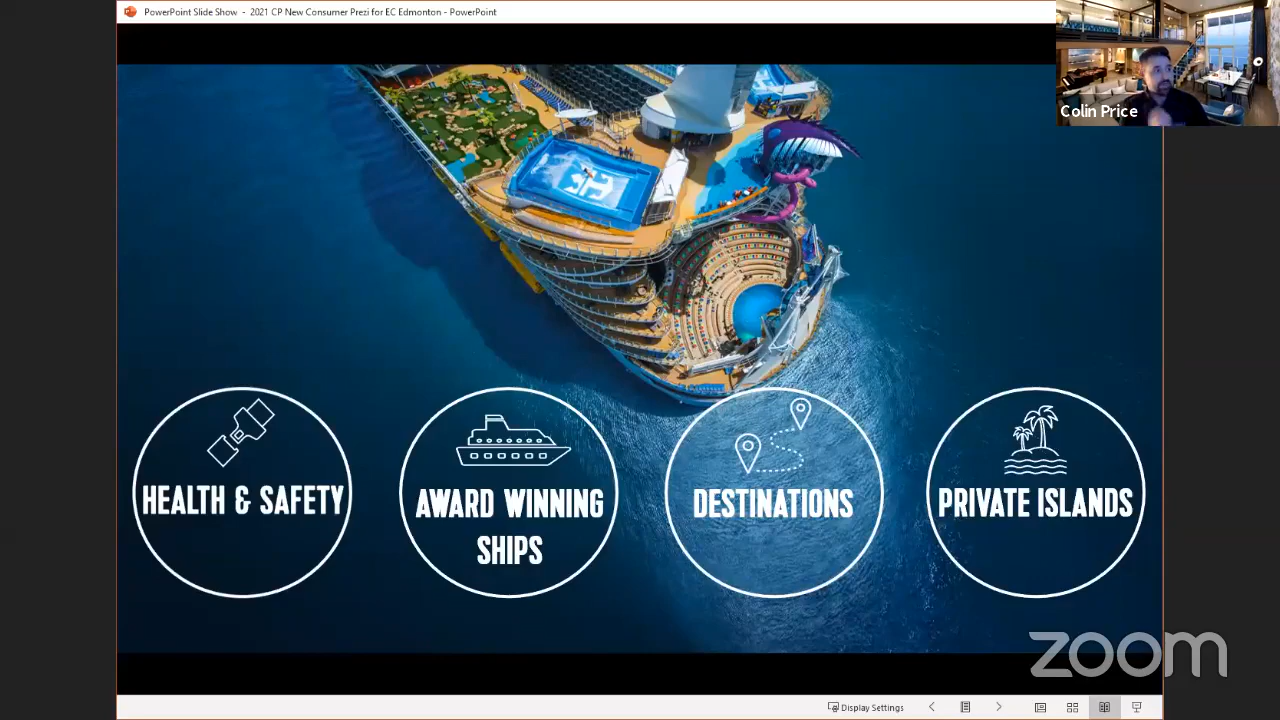 PowerPoint Slide Show - 2021 CP New Consumer Prezi for EC Edmonton - PowerPoint
Colin Price
HEALTH & SAFETY
AWARD WINNING
SHIPS
DESTINATIONS
PRIVATE ISLANDS
zoom
Display Settings